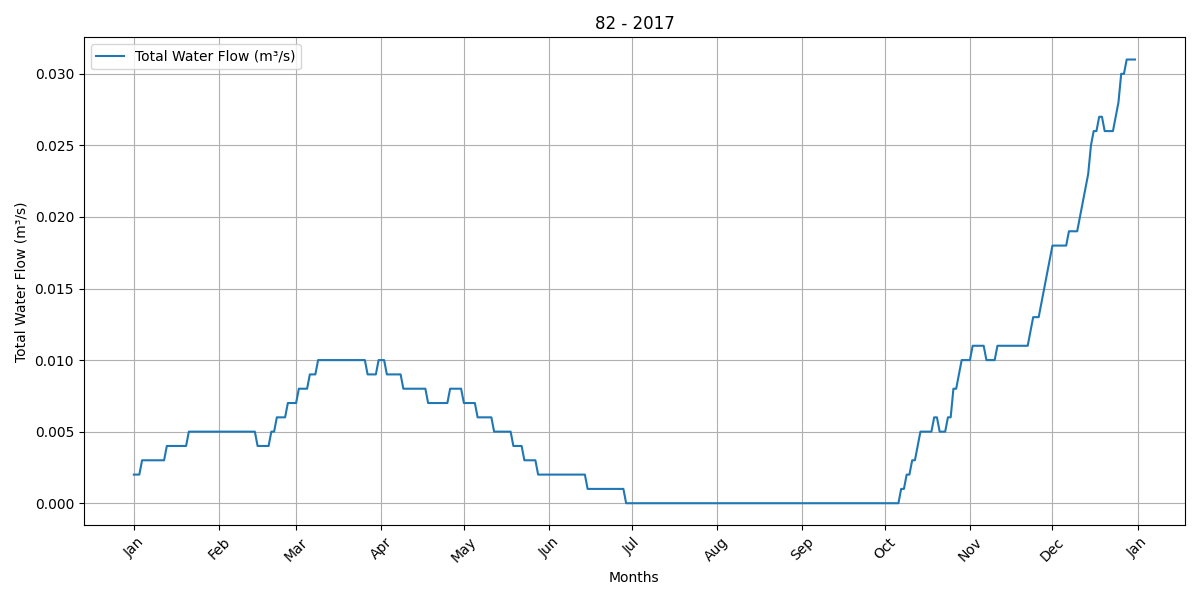 82 - 2017
Total Water Flow (m³/s)
Total Water Flow (m³/s)
0.030
0.025
0.020
0.015
0.010
0.005
0.000
Jan
Feb
Mar
Apr
May
Jun
Jul
Aug
Sep
Oct
Nov
Dec
Jan
Months